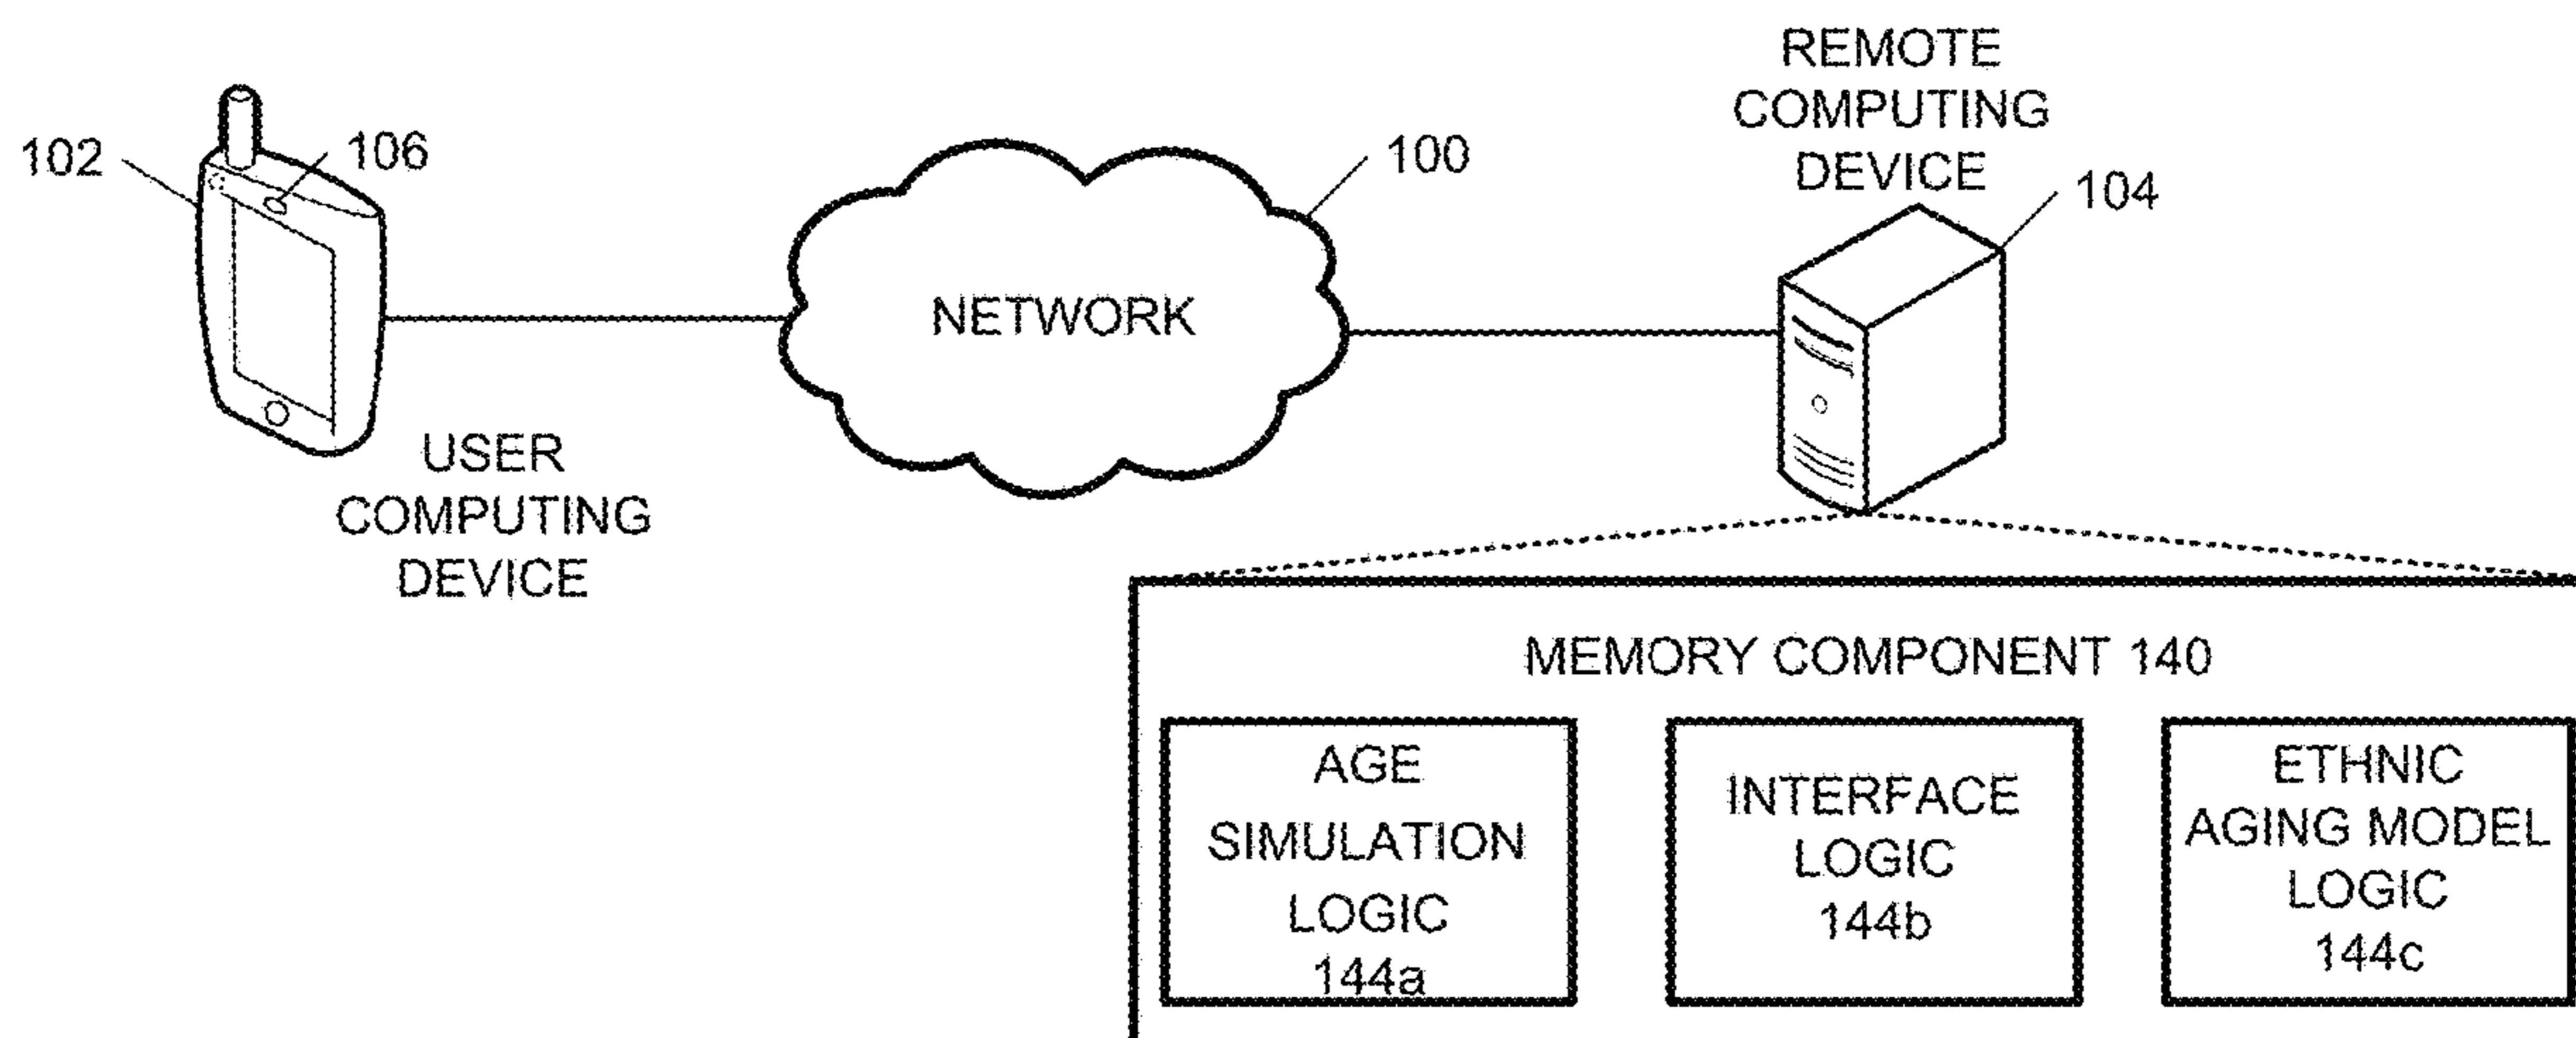 102
106
USER
COMPUTING
DEVICE
100
NETWORK
REMOTE
COMPUTING
DEVICE
104
MEMORY COMPONENT 140
AGE
SIMULATION
LOGIC
144a
INTERFACE
LOGIC
144b
ETHNIC
AGING MODEL
LOGIC
144c